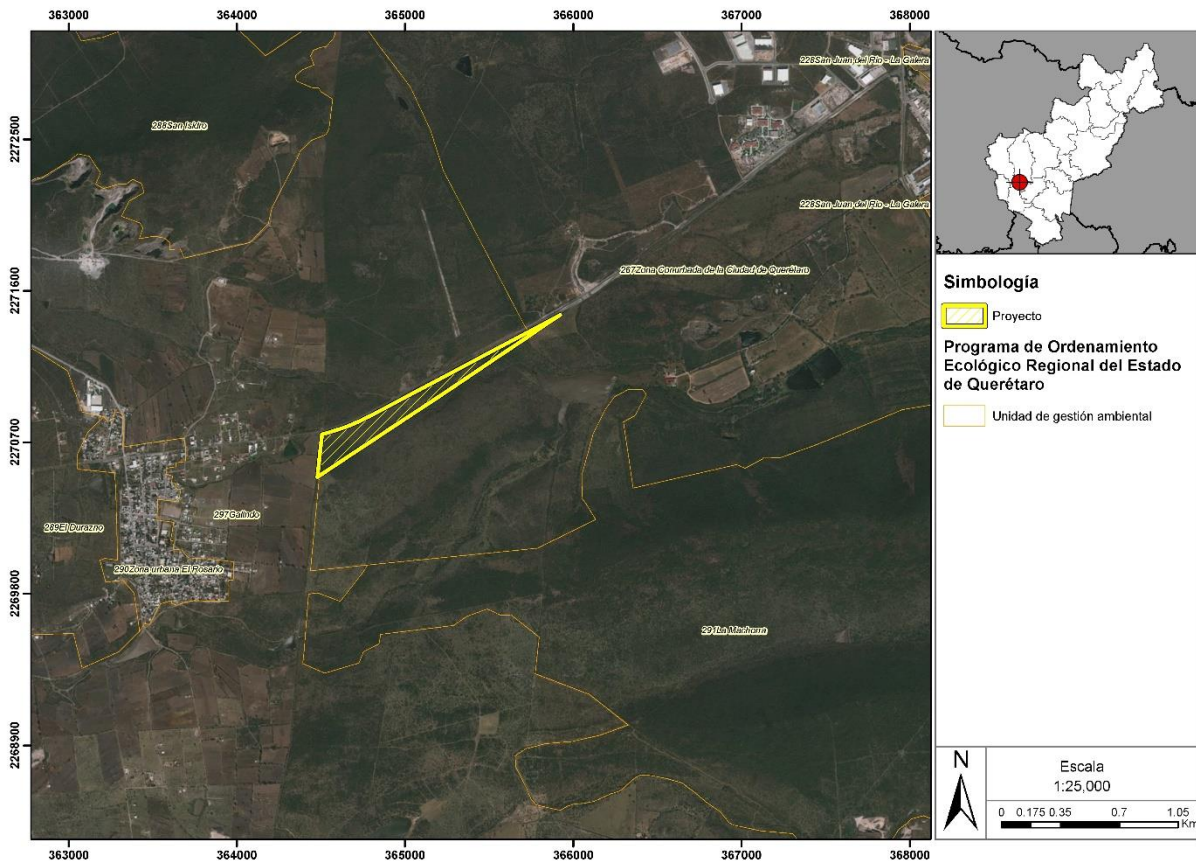 363000 364000 365000 366000 367000 368000
228San Juan del Río - La Galera
288San Isidro
2272500
228San Juan del Río - La Galera
267Zona Conurbada de la Ciudad de Querétaro
2271600
2270700
297Galindo
289El Durazno
290Zona urbana El Rosario
2269800
291La Machorra
2268900
363000 364000 365000 366000 367000 368000
Simbología
Proyecto
Programa de Ordenamiento
Ecológico Regional del Estado
de Querétaro
Unidad de gestión ambiental
N
Escala
1:25,000
0 0.175 0.35 0.7 1.05
Km